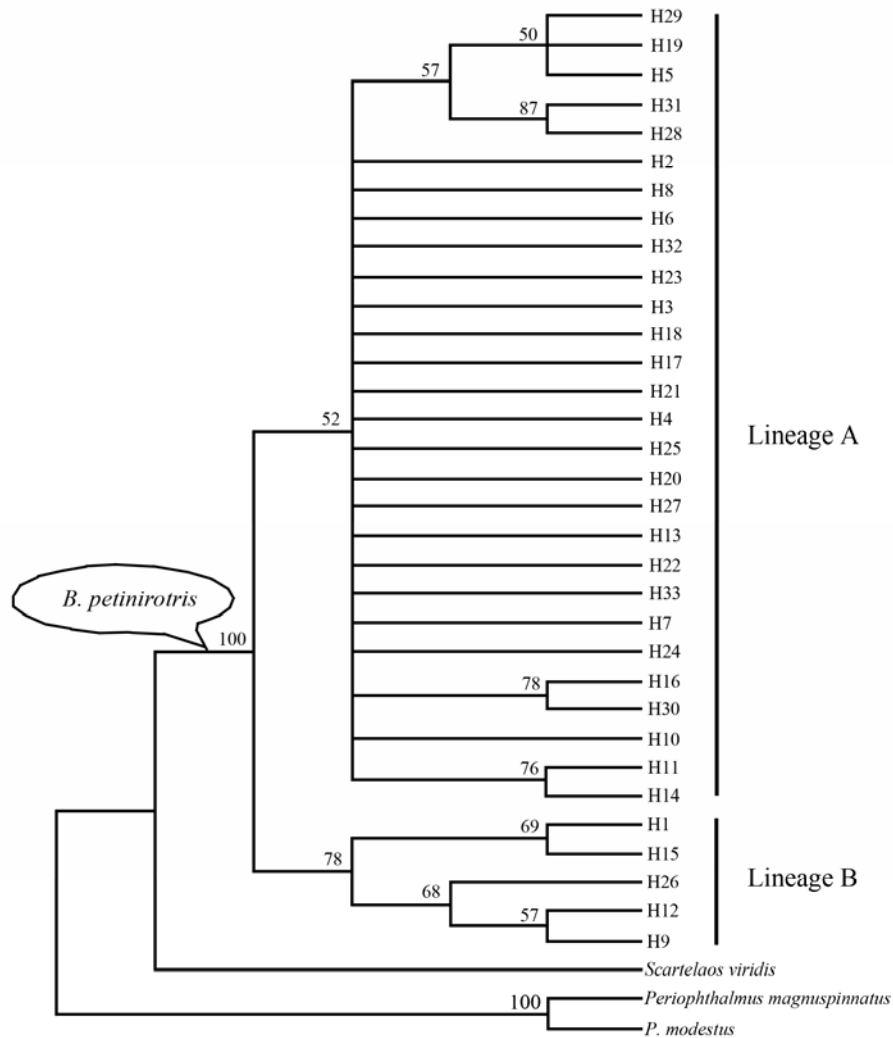 50
H29
H19
57
H5
87
H31
H28
H2
H8
H6
H32
H23
H3
H18
H17
H21
52
H4
Lineage A
H25
H20
H27
H13
H22
B. petinirotris
H33
H7
100
H24
78
H16
H30
H10
76
H11
H14
69
H1
78
H15
Lineage B
68
H26
57
H12
H9
Scartelaos viridis
100
Periophthalmus magnuspinnatus
P. modestus